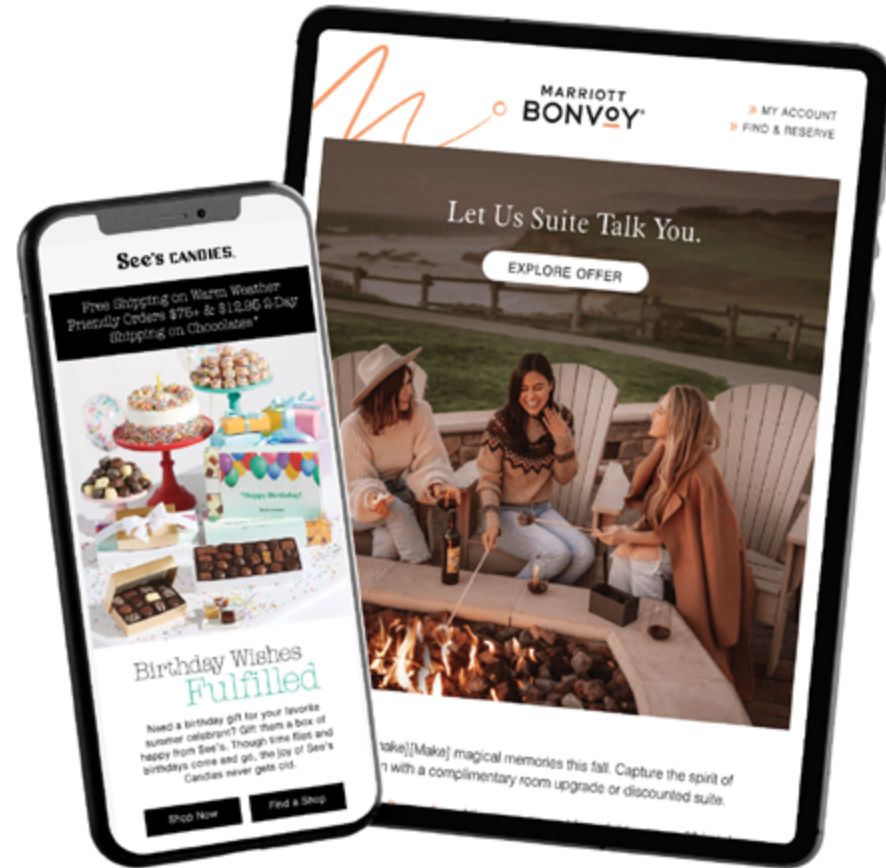 See's CANDIES.
Free Shipping on Warm Weather
Friendly Orders $75+ & $12.95 2-Day
Shipping on Chocolates*
"Happy Birthday!"
Birthday Wishes
Fulfilled
Need a birthday gift for your favorite
summer celebrant? Gift them a box of
happy from See's. Though time flies and
birthdays come and go, the joy of See's
Candies never gets old.
Shop Now
Find a Shop
MARRIOTT
BONVOY®
» MY ACCOUNT
» FIND & RESERVE
Let Us Suite Talk You.
EXPLORE OFFER
make][Make] magical memories this fall. Capture the spirit of
with a complimentary room upgrade or discounted suite.